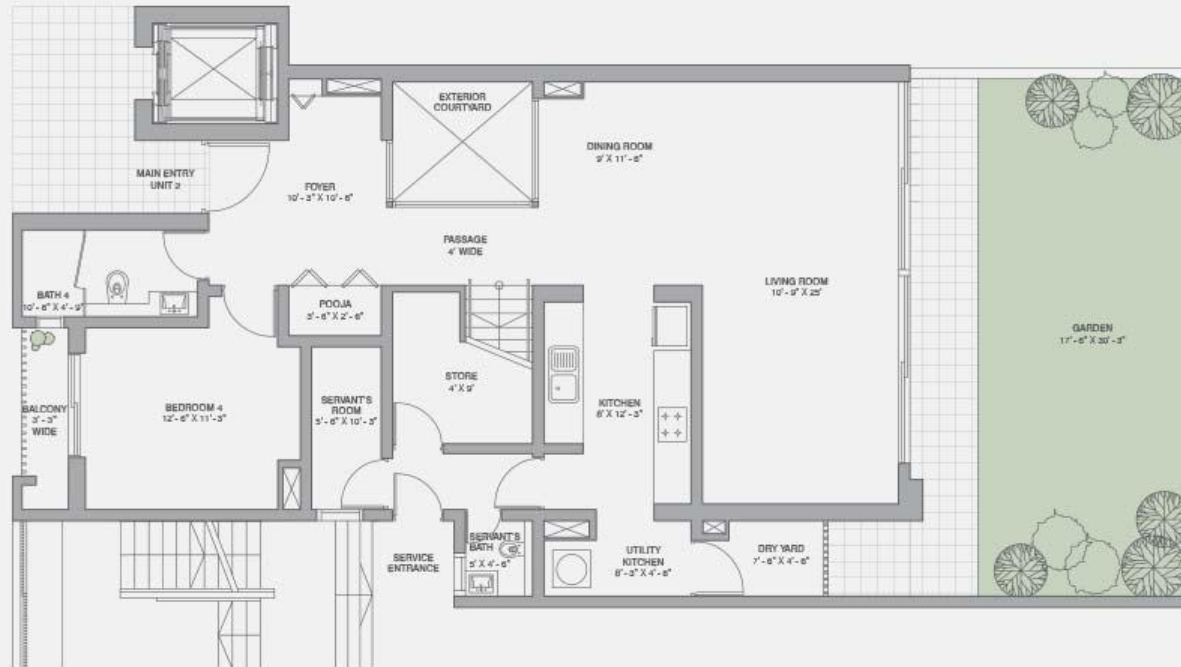 EXTERIOR
COURTYARD
DINING ROOM
9' X 11'-6"
MAIN ENTRY
UNIT 2
FOYER
10'-3" X 10'-6"
PASSAGE
4' WIDE
LIVING ROOM
10'-9" X 25'
BATH 4
10'-6" X 4'-9"
POOJA
3'-6" X 2'-6"
GARDEN
17'-6" X 30'-3"
STORE
4' X 9'
BALCONY
3'-3"
WIDE
BEDROOM 4
12'-6" X 11'-3"
SERVANT'S
ROOM
5'-6" X 10'-3"
KITCHEN
8' X 12'-3"
SERVICE
ENTRANCE
SERVANT'S
BATH
5' X 4'-6"
UTILITY
KITCHEN
8'-3" X 4'-6"
DRY YARD
7'-6" X 4'-6"